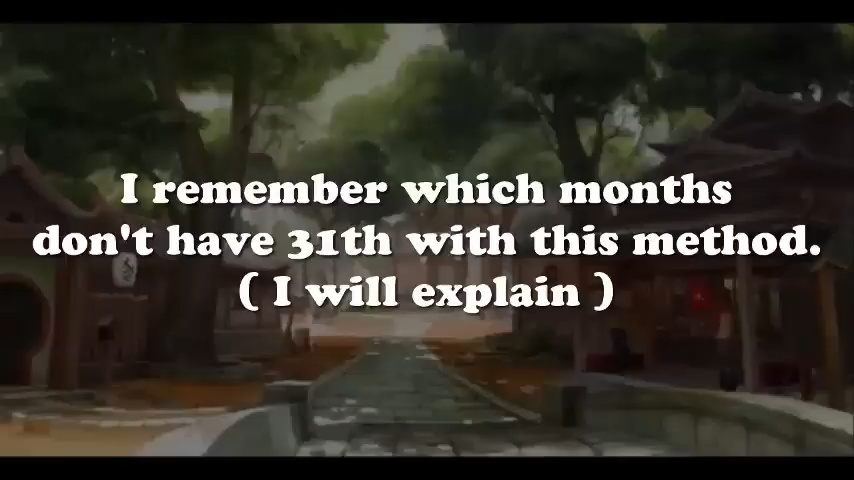 I remember which months
don't have 31th with this method.
( I will explain )